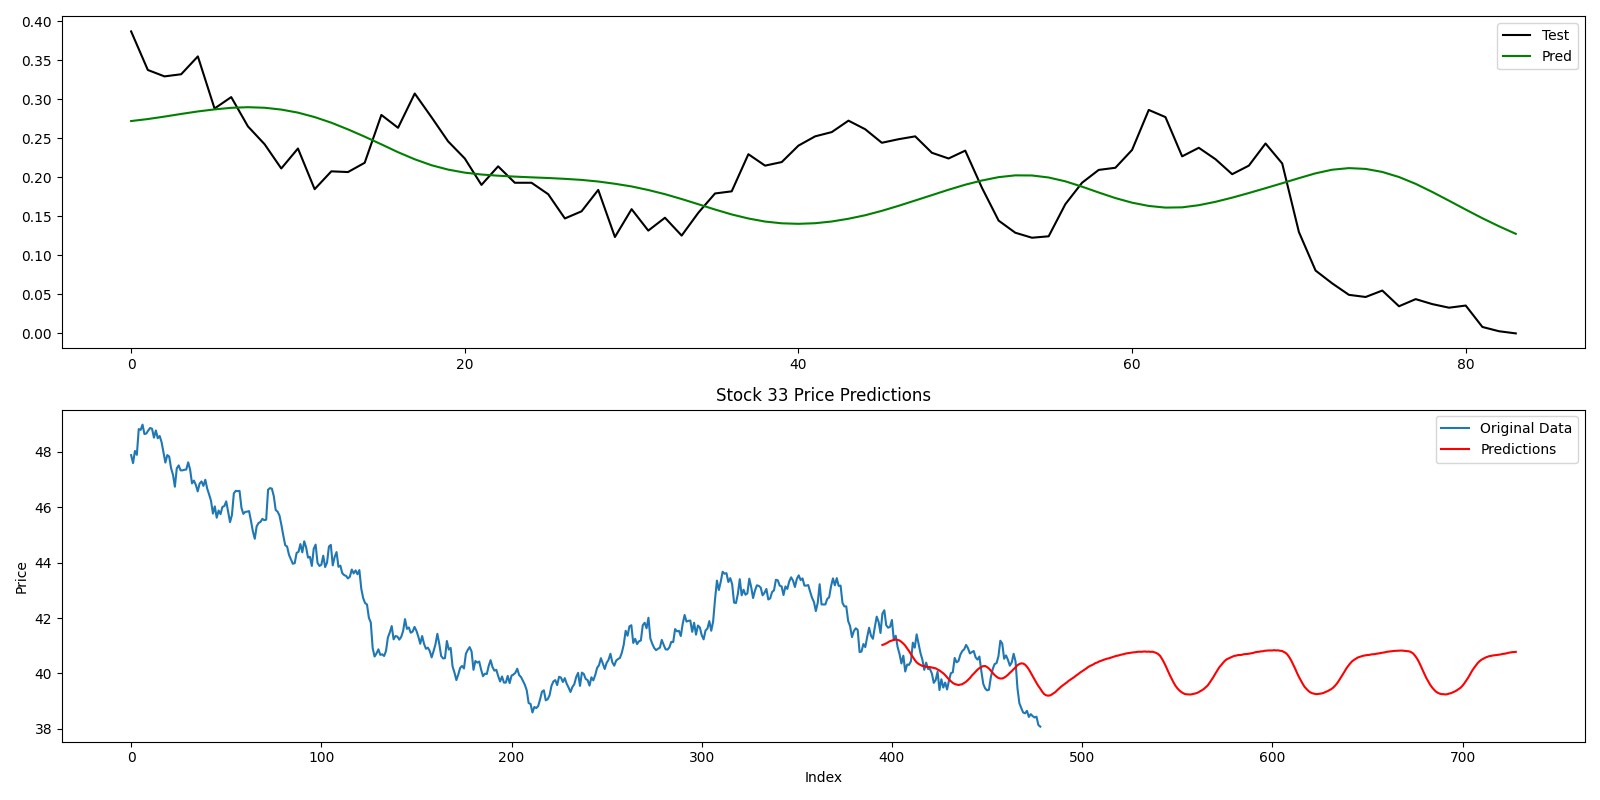 0.40
0.35
0.30
0.25
0.20
0.15
0.10
0.05
0.00
Test
Pred
0 20 40 60 80
Stock 33 Price Predictions
Price
48
46
44
42
40
38
Original Data
Predictions
0 100 200 300 400 500 600 700
Index